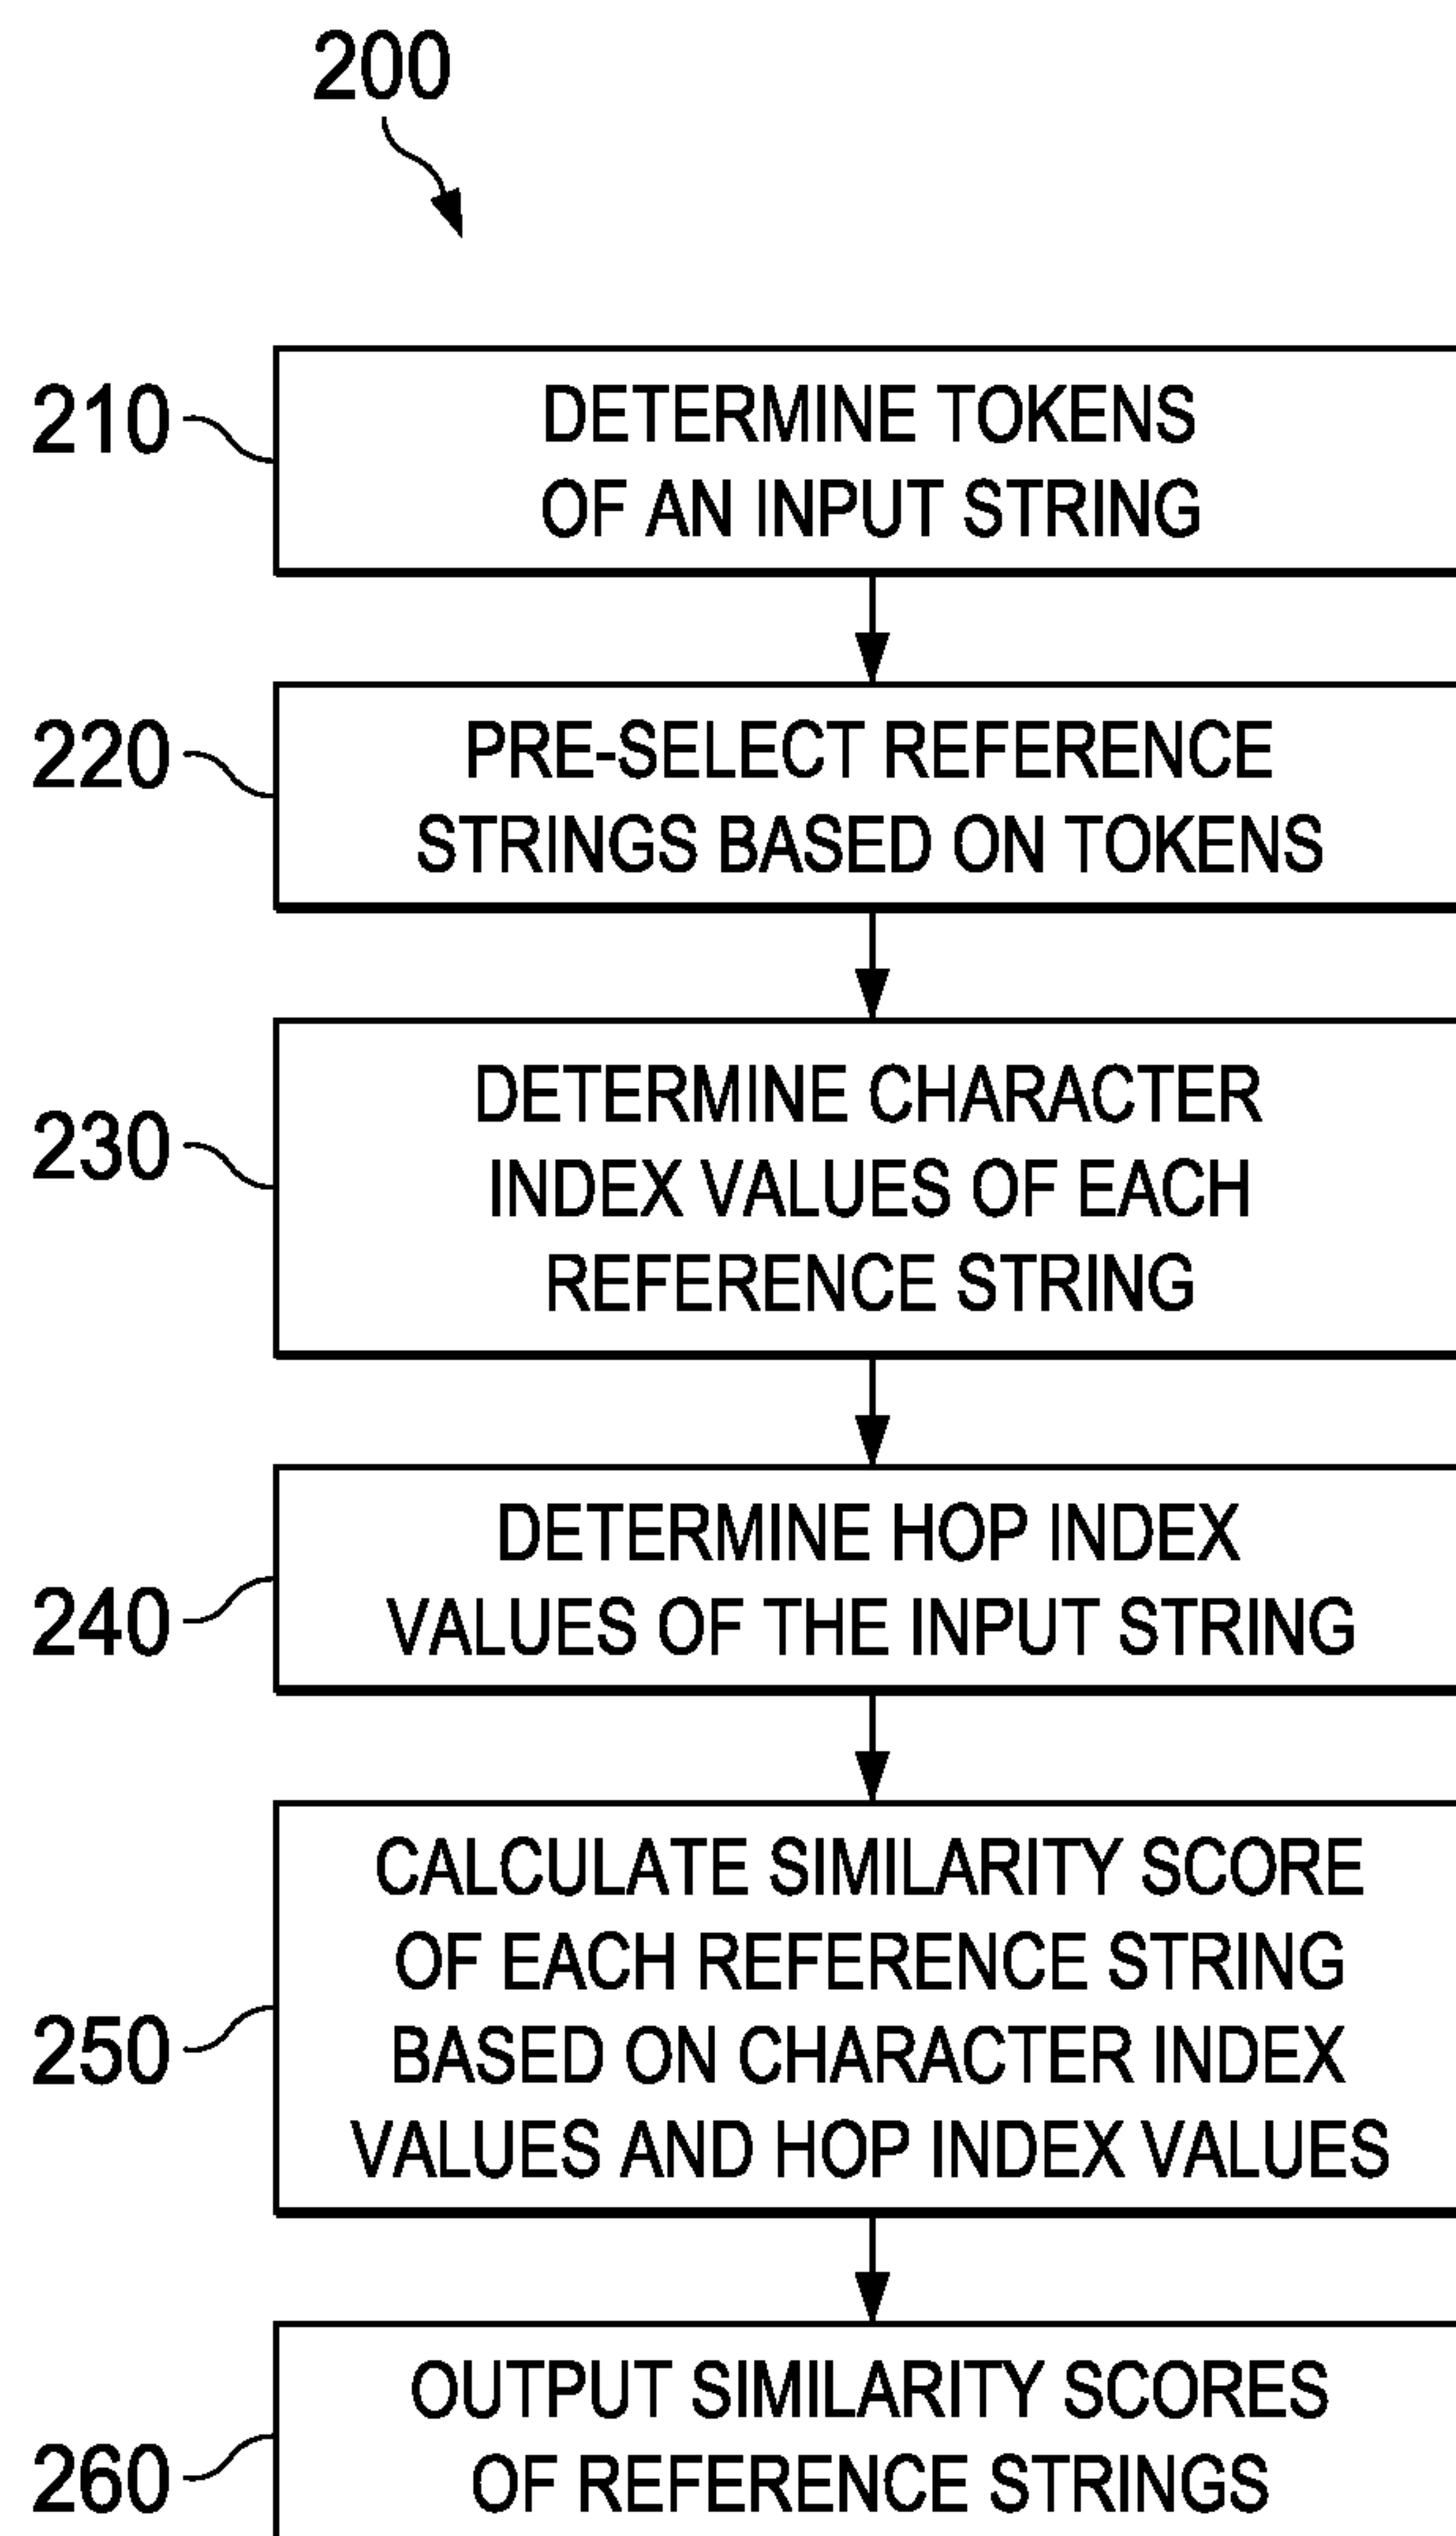 200
210
DETERMINE TOKENS
OF AN INPUT STRING
220
PRE-SELECT REFERENCE
STRINGS BASED ON TOKENS
230
DETERMINE CHARACTER
INDEX VALUES OF EACH
REFERENCE STRING
240
DETERMINE HOP INDEX
VALUES OF THE INPUT STRING
250
CALCULATE SIMILARITY SCORE
OF EACH REFERENCE STRING
BASED ON CHARACTER INDEX
VALUES AND HOP INDEX VALUES
260
OUTPUT SIMILARITY SCORES
OF REFERENCE STRINGS